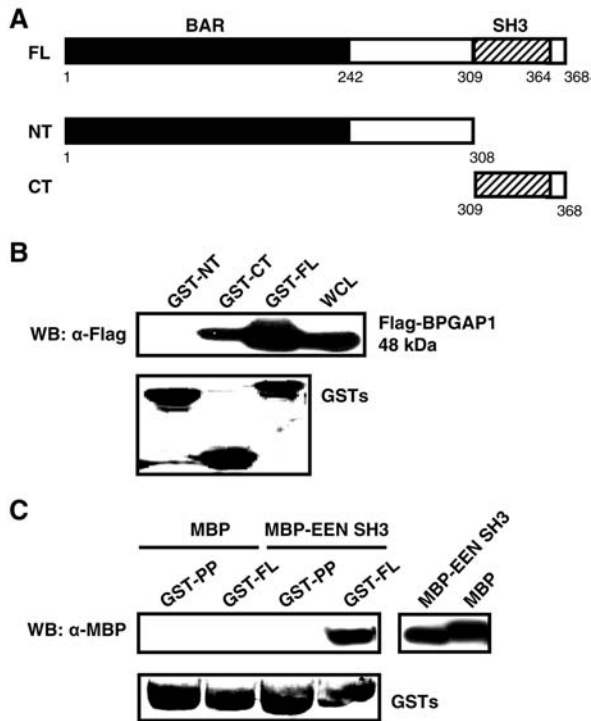 A
BAR SH3
FL
1 242 309 364 368
NT
1 308
CT
309 368
B
GST-NT GST-CT GST-FL WCL
WB: α-Flag
Flag-BPGAP1
48 kDa
GSTs
C
MBP MBP-EEN SH3
GST-PP GST-FL GST-PP GST-FL MBP-EEN SH3 MBP
WB: α-MBP
GSTs